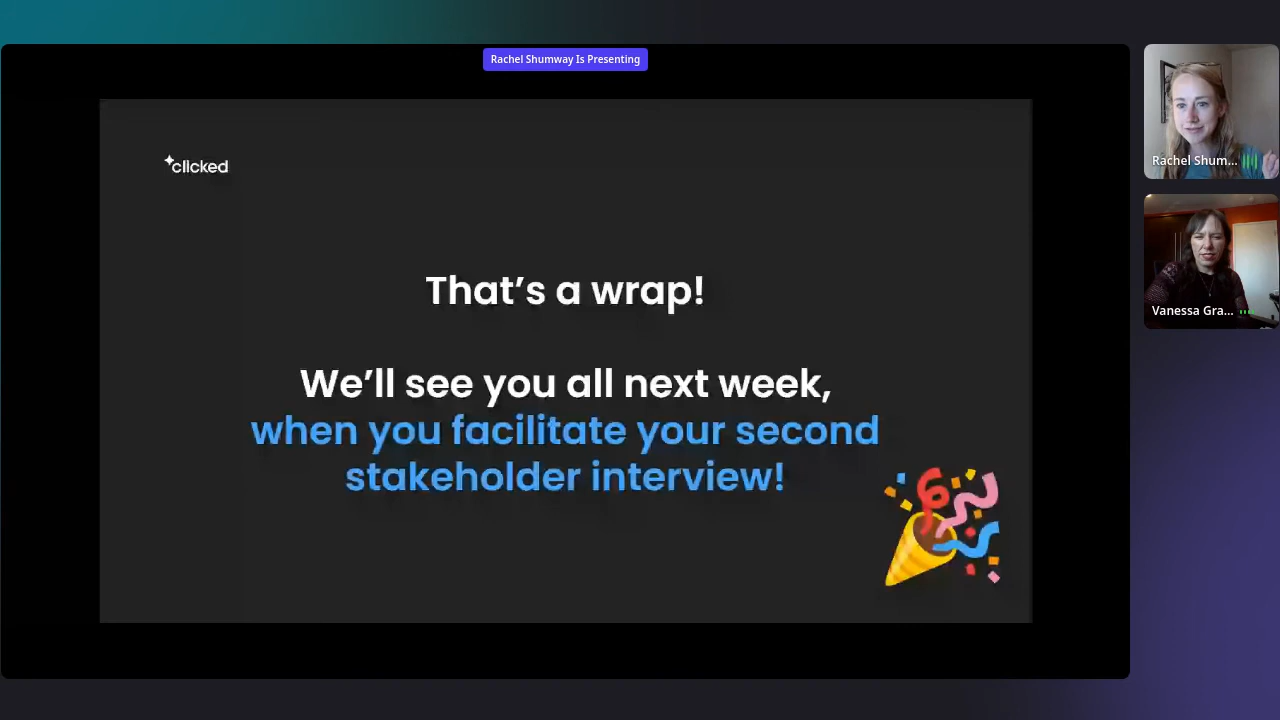 Rachel Shumway Is Presenting
clicked
That's a wrap!
We'll see you all next week,
when you facilitate your second
stakeholder interview!
Rachel Shum...
Vanessa Gra...